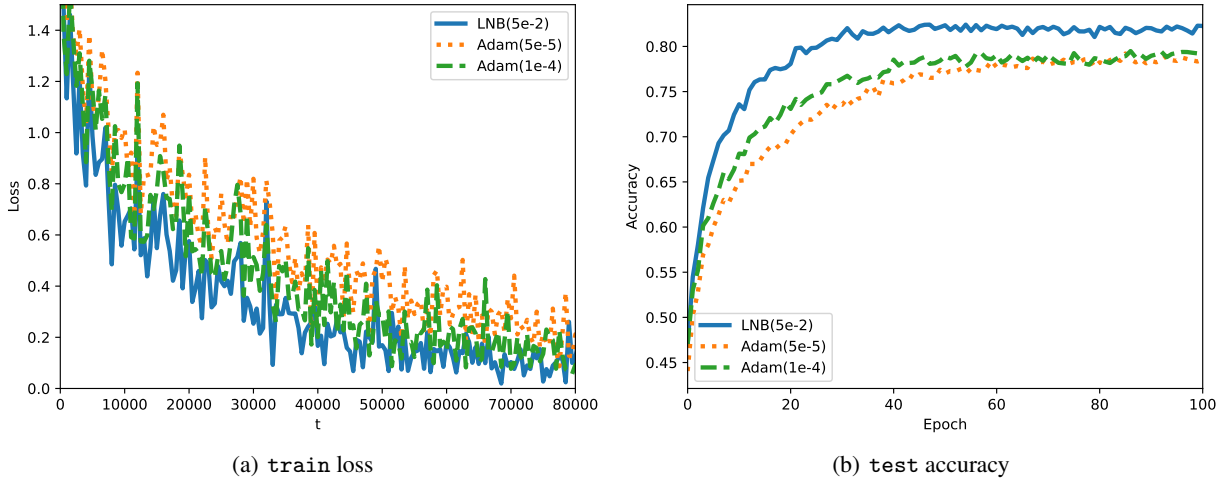 1.4
1.2
1.0
0.8
0.6
0.4
0.2
0.0
Loss
0 10000 20000 30000 40000 50000 60000 70000 80000
t
LNB(5e-2)
Adam(5e-5)
Adam(1e-4)
(a) train loss
0.80
0.75
0.70
0.65
0.60
0.55
0.50
0.45
Accuracy
0 20 40 60 80 100
Epoch
LNB(5e-2)
Adam(5e-5)
Adam(1e-4)
(b) test accuracy